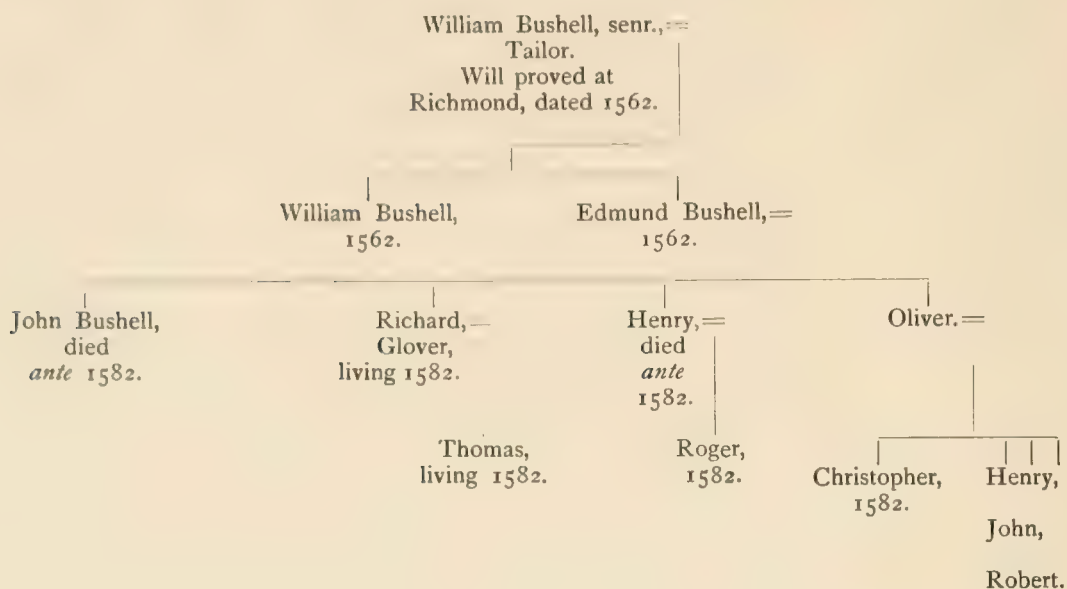 William Bushell, senr.,=
Tailor.
Will proved at
Richmond, dated 1562.
William Bushell,
1562.
Edmund Bushell,=
1562.
John Bushell,
died
ante 1582.
Richard,=
Glover,
living 1582.
Henry,=
died
ante
1582.
Oliver.=
Thomas,
living 1582.
Roger,
1582.
Christopher,
1582.
Henry,
John,
Robert.